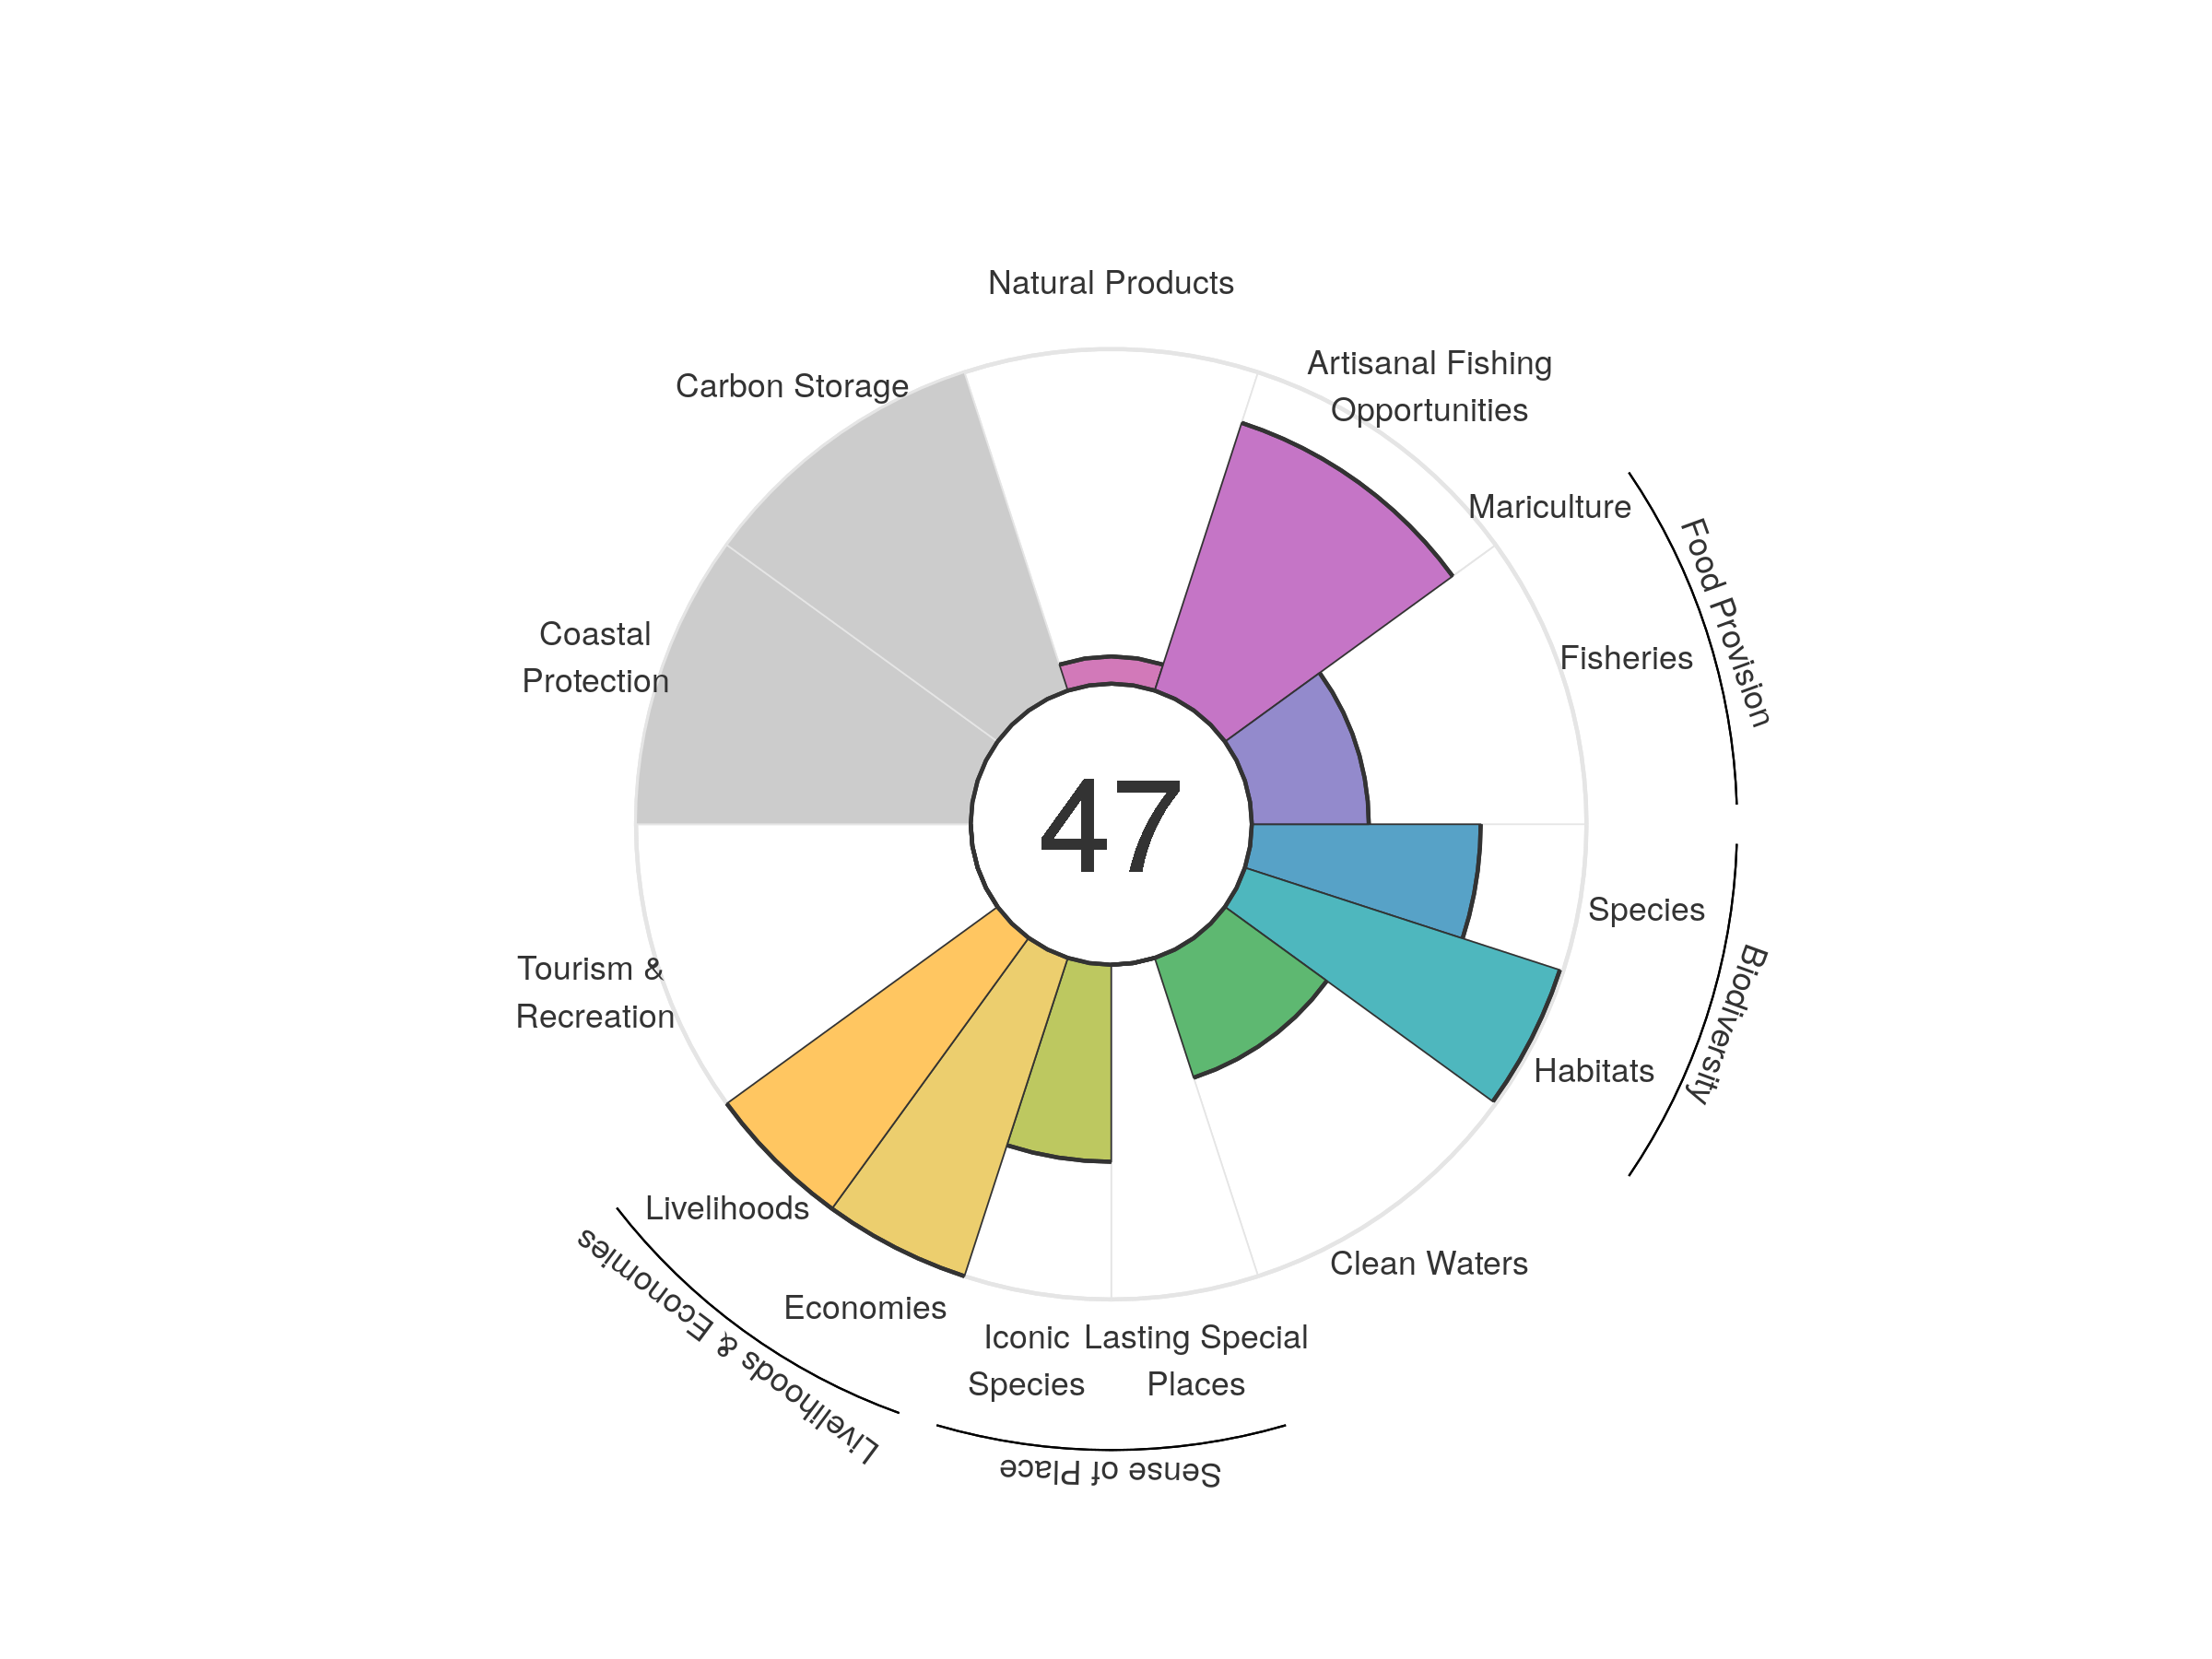 Natural Products
Artisanal Fishing
Opportunities
Carbon Storage
Mariculture
Food Provision
Coastal
Protection
Fisheries
47
Species
Tourism &
Recreation
Biodiversity
Habitats
Livelihoods
Clean Waters
Economies
Livelihoods & Economies
Iconic
Species
Lasting Special
Places
Sense of Place